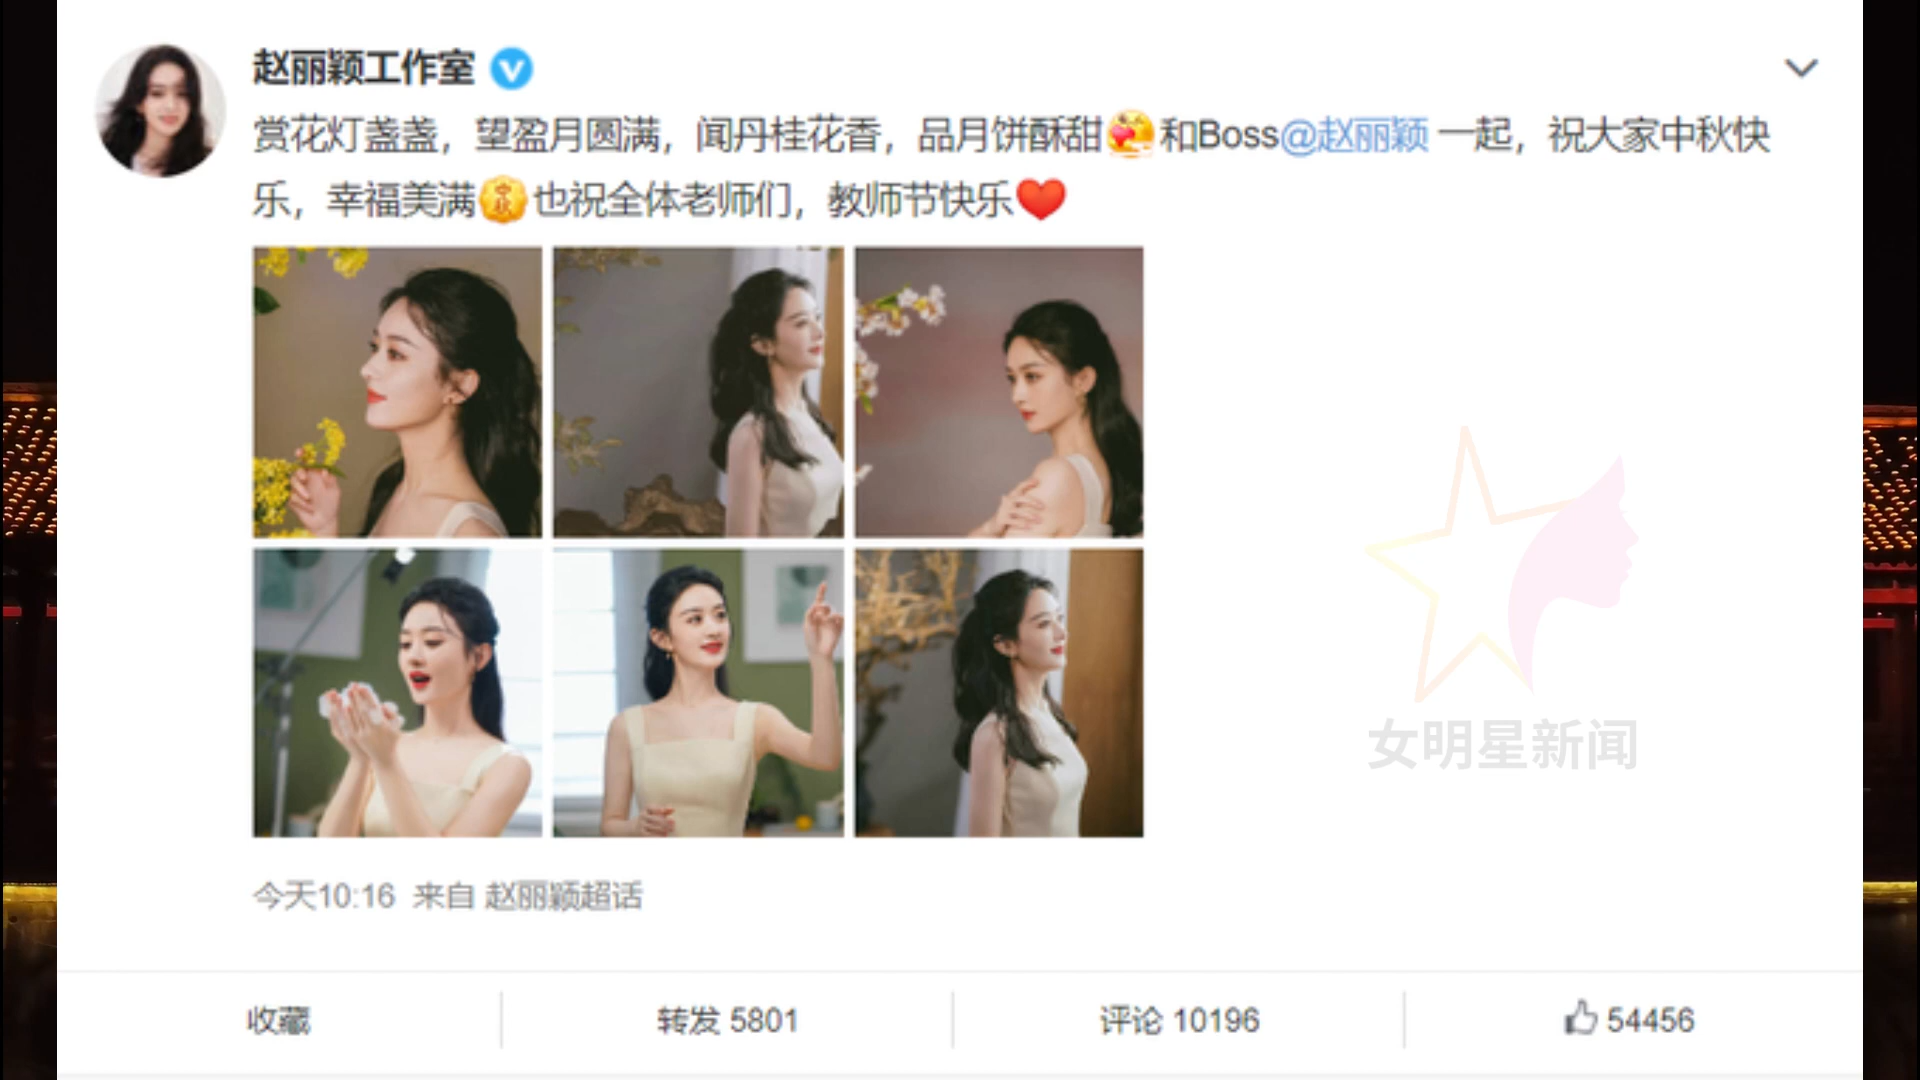 赵丽颖工作室
赏花灯盏盏，望盈月圆满，闻丹桂花香，品月饼酥甜和Boss@赵丽颖 一起，祝大家中秋快
乐，幸福美满也祝全体老师们，教师节快乐
女明星新闻
今天10:16 来自 赵丽颖超话
收藏
转发 5801
评论 10196
54456